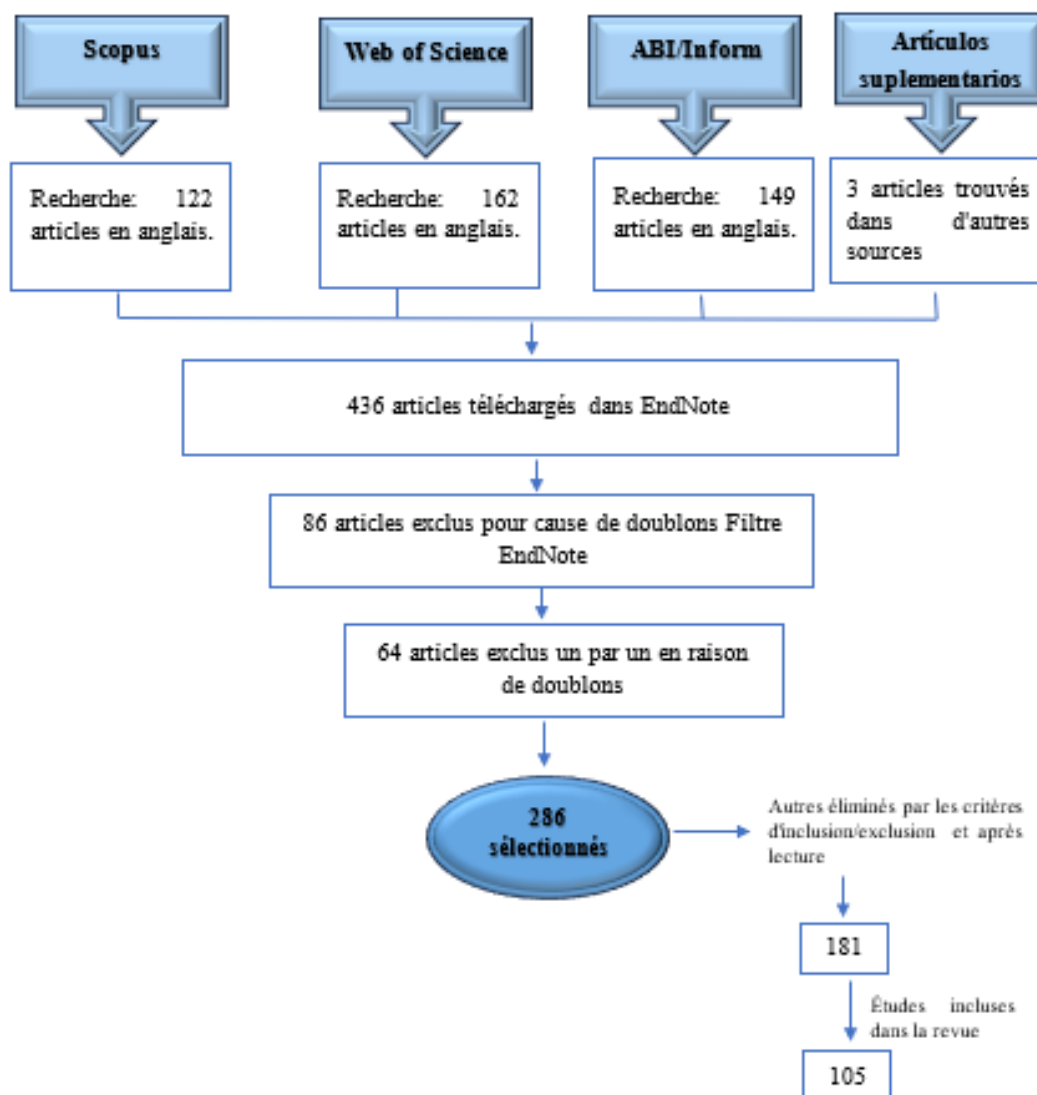 Scopus
Web of Science
ABI/Inform
Artículos
suplementarios
Recherche: 122
articles en anglais.
Recherche: 162
articles en anglais.
Recherche: 149
articles en anglais.
3 articles trouvés
dans d'autres
sources
436 articles téléchargés dans EndNote
86 articles exclus pour cause de doublons Filtre
EndNote
64 articles exclus un par un en raison
de doublons
286
sélectionnés
Autres éliminés par les critères
d'inclusion/exclusion et après
lecture
181
Études incluses
dans la revue
105